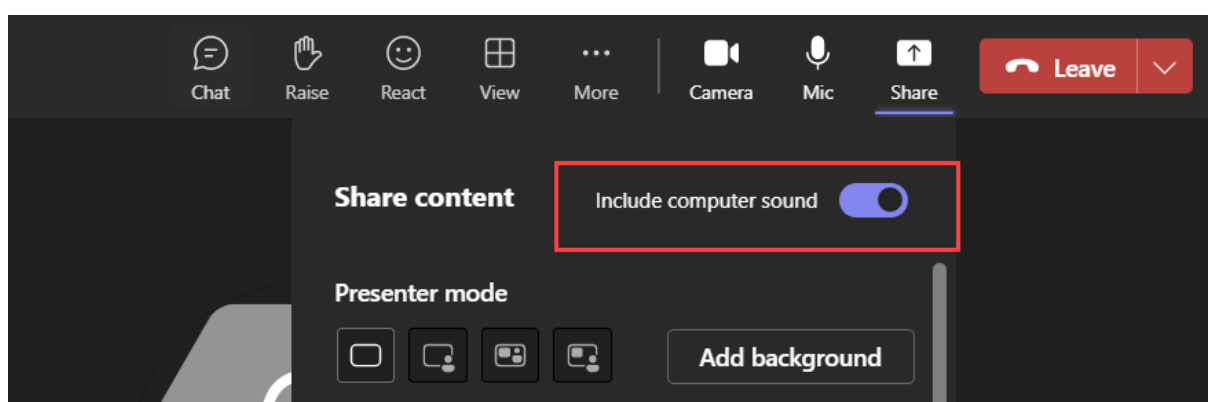 Chat Raise React View More Camera Mic Share Leave
Share content Include computer sound
Presenter mode
Add background